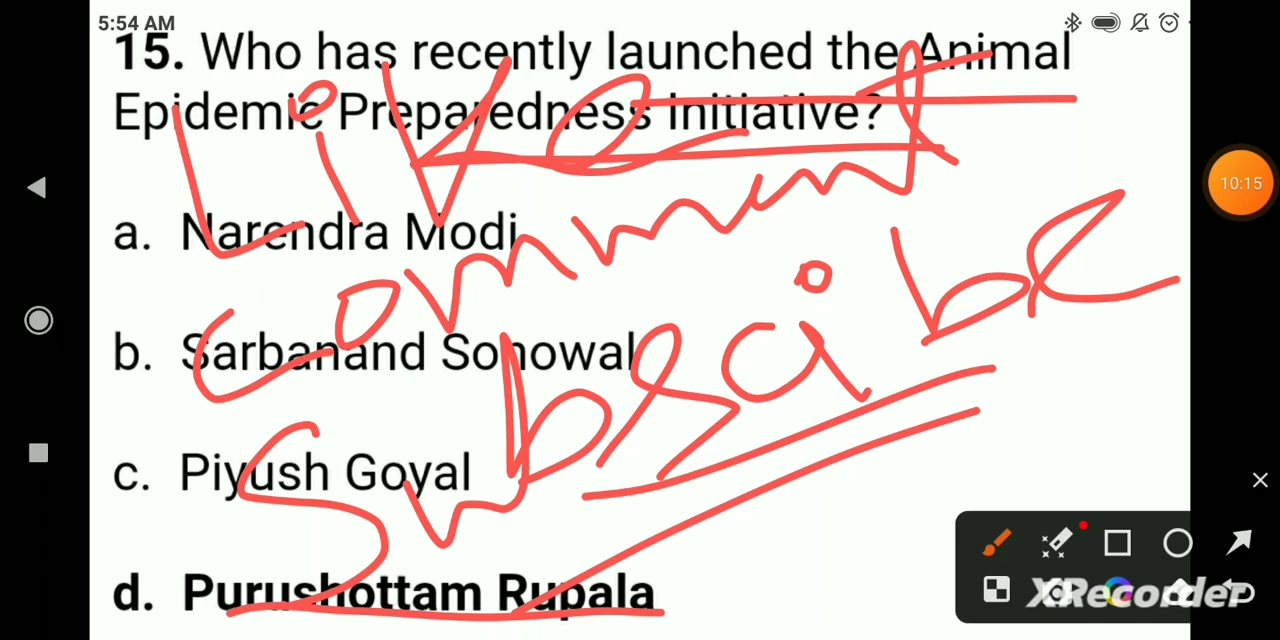 5:54 AM
15. Who has recently launched the Animal
Epidemic Preparedness Initiative?
Like
a. Narendra Modi
Comment
b. Sarbanand Sonowal
Subscribe
c. Piyush Goyal
d. Purushottam Rupala
10:15
XRecorder